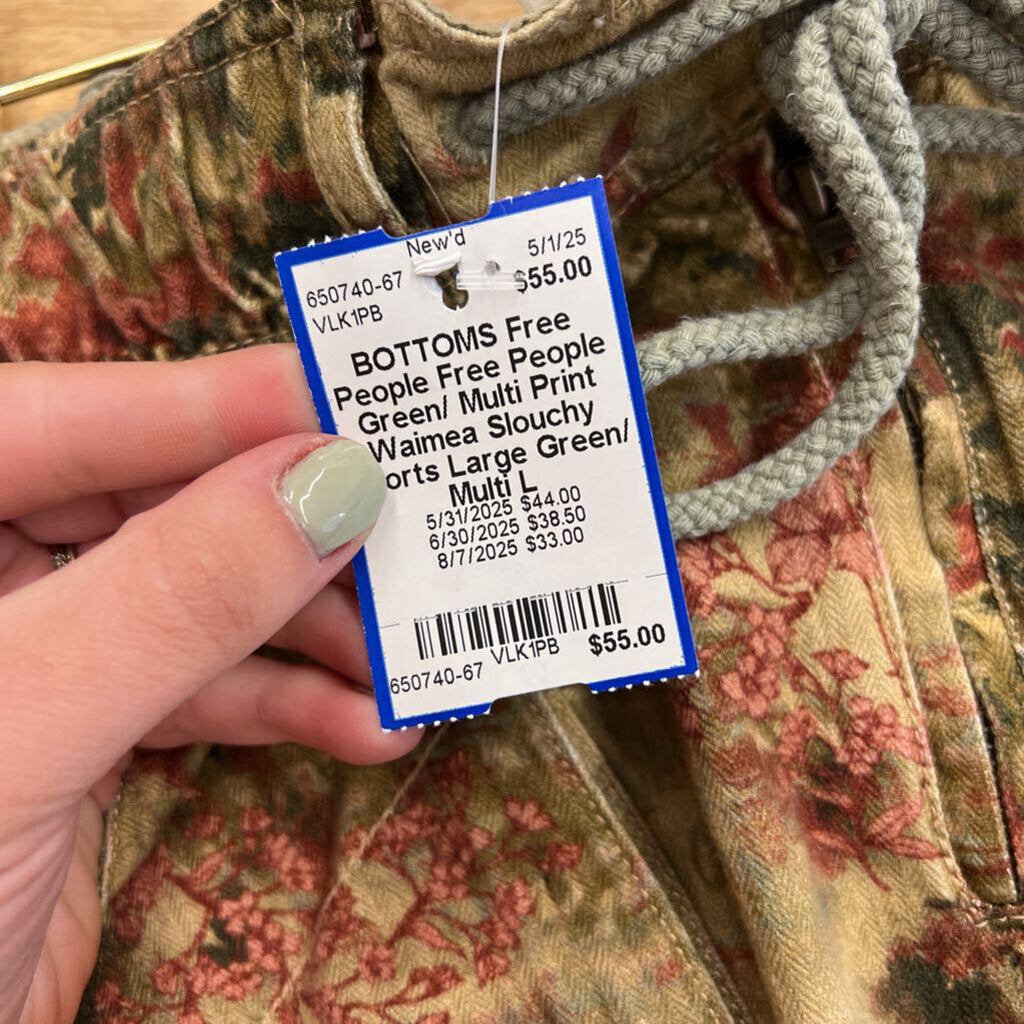 New'd
650740-67 5/1/25
VLK1PB $55.00
BOTTOMS Free
People Free People
Green/ Multi Print
Waimea Slouchy
orts Large Green/
Multi L
5/31/2025 $44.00
6/30/2025 $38.50
8/7/2025 $33.00
650740-67 VLK1PB $55.00